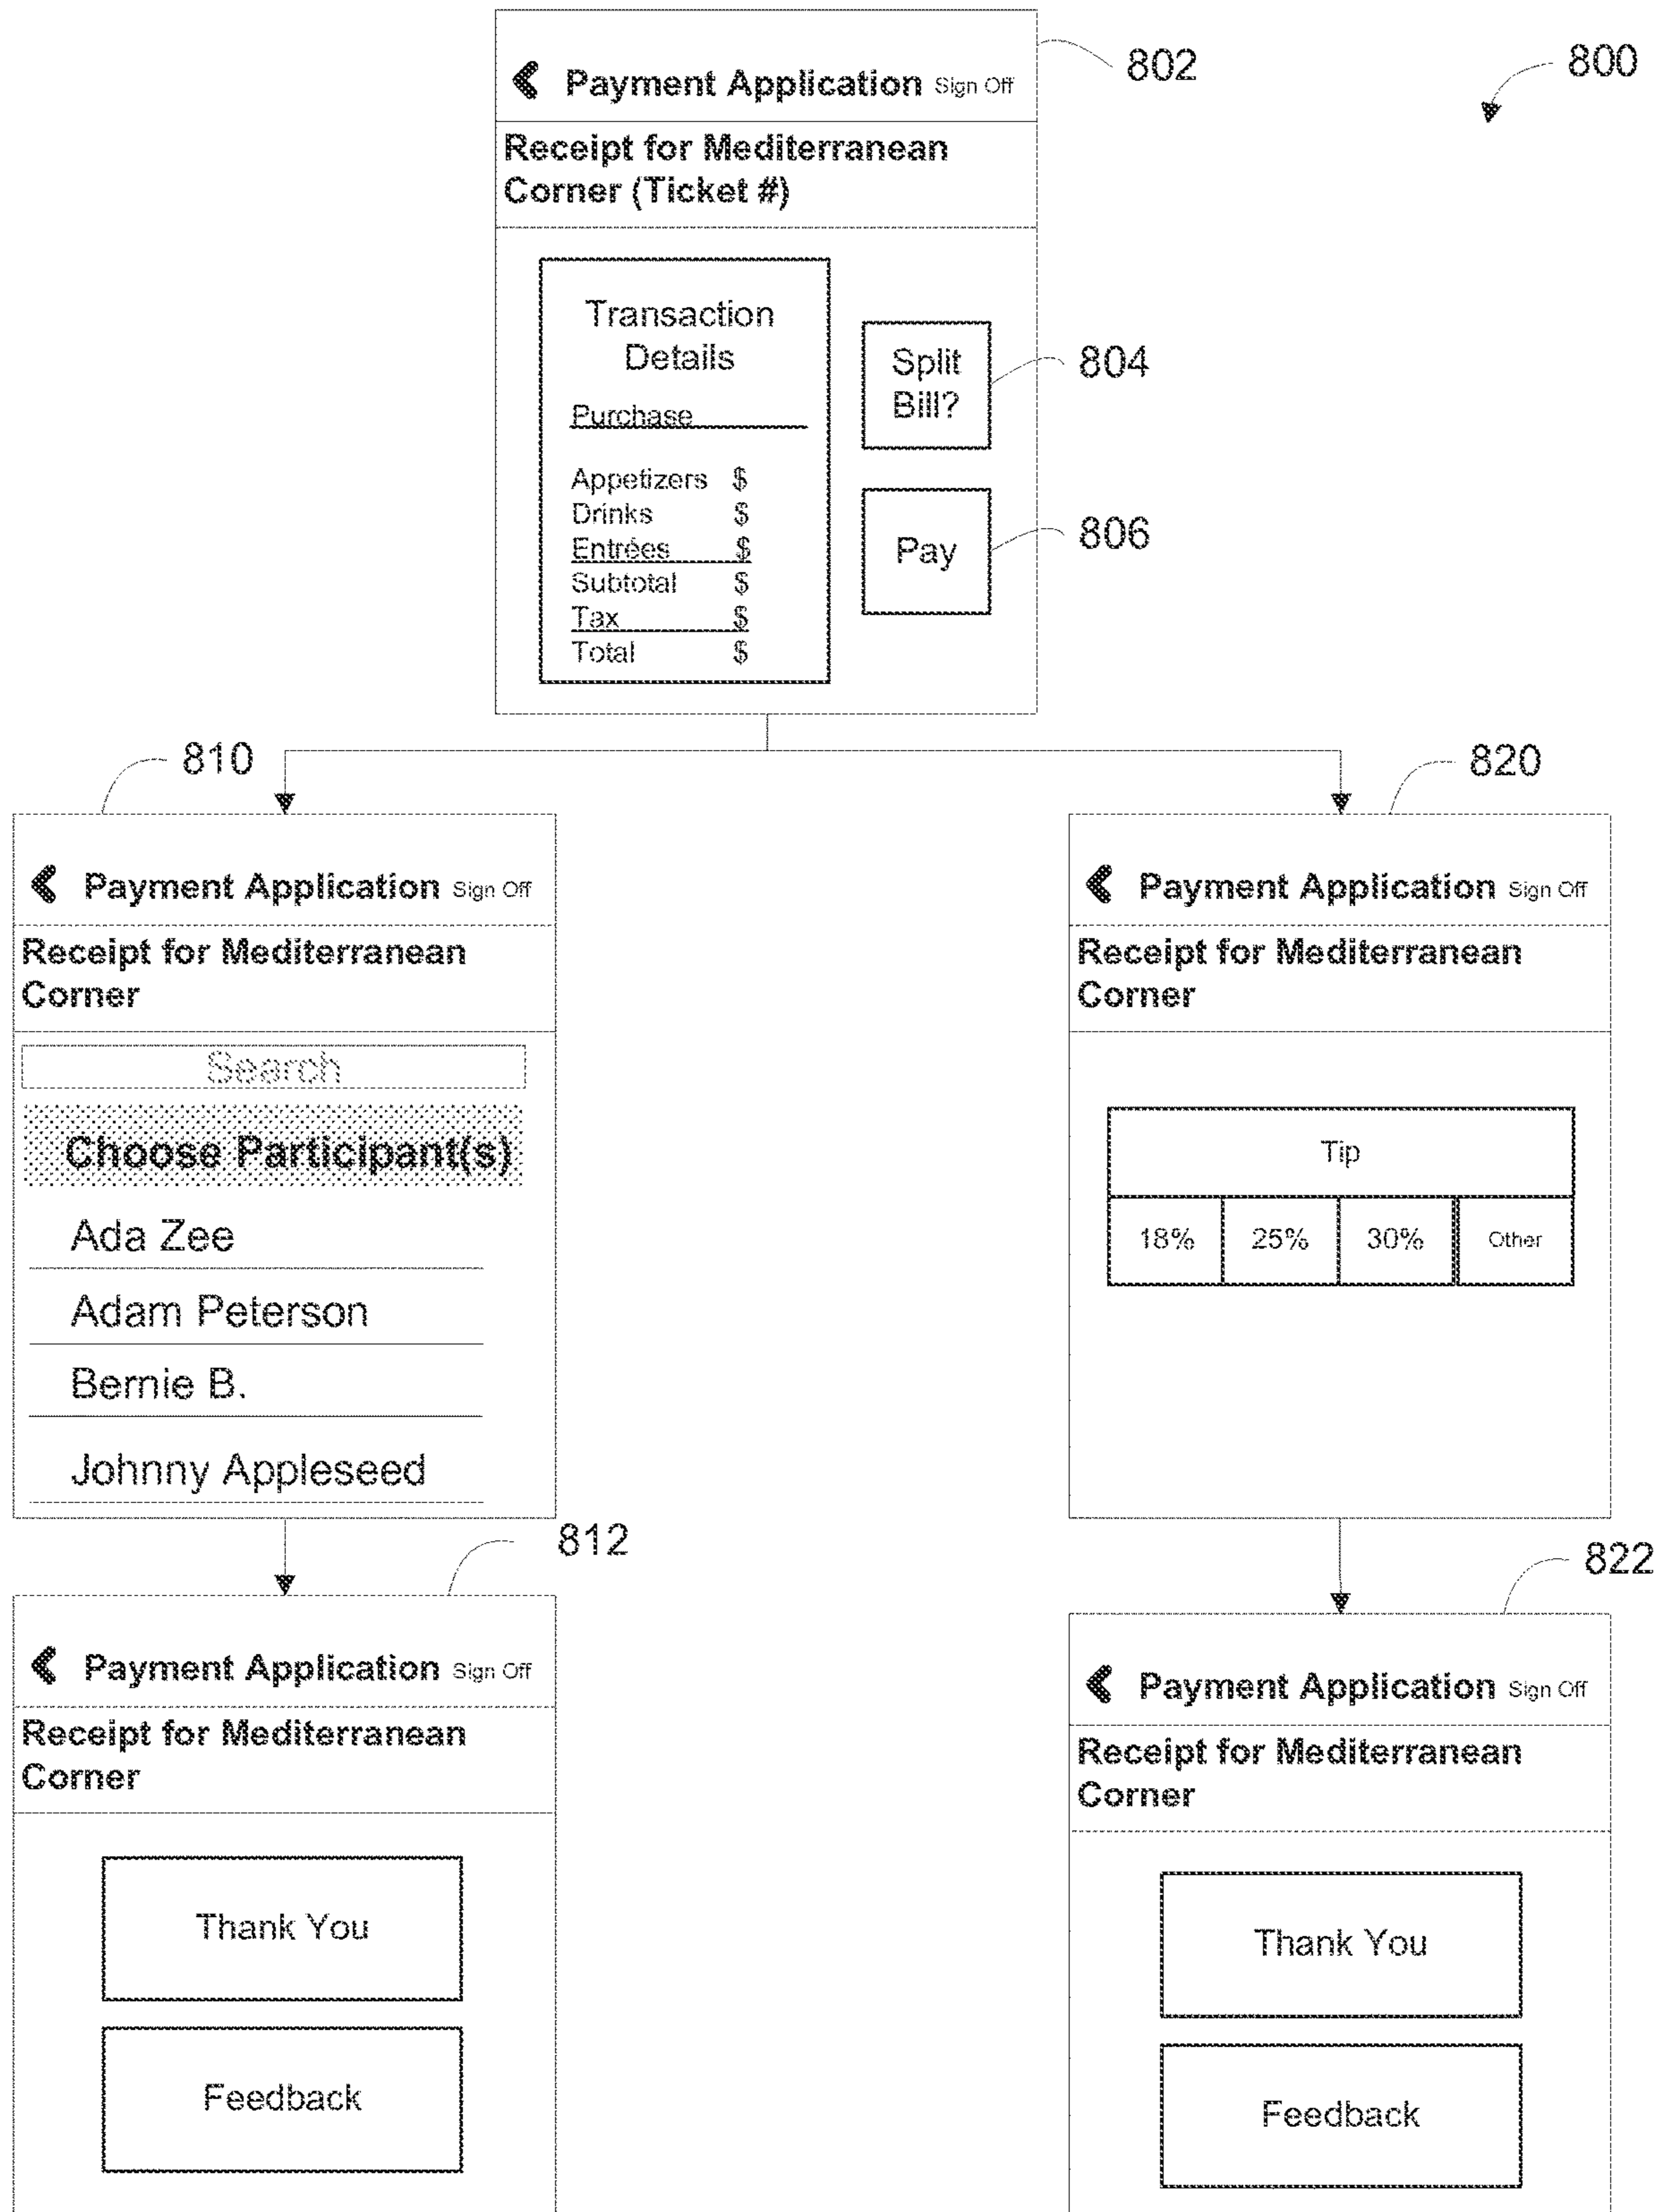 802
800
Payment Application Sign Off
Receipt for Mediterranean
Corner (Ticket #)
Transaction
Details
Purchase
Appetizers $
Drinks $
Entrées $
Subtotal $
Tax $
Total $
Split
Bill?
804
Pay
806
810
Payment Application Sign Off
Receipt for Mediterranean
Corner
Search
Choose Participant(s)
Ada Zee
Adam Peterson
Bernie B.
Johnny Appleseed
820
Payment Application Sign Off
Receipt for Mediterranean
Corner
Tip
18% 25% 30% Other
812
Payment Application Sign Off
Receipt for Mediterranean
Corner
Thank You
Feedback
822
Payment Application Sign Off
Receipt for Mediterranean
Corner
Thank You
Feedback